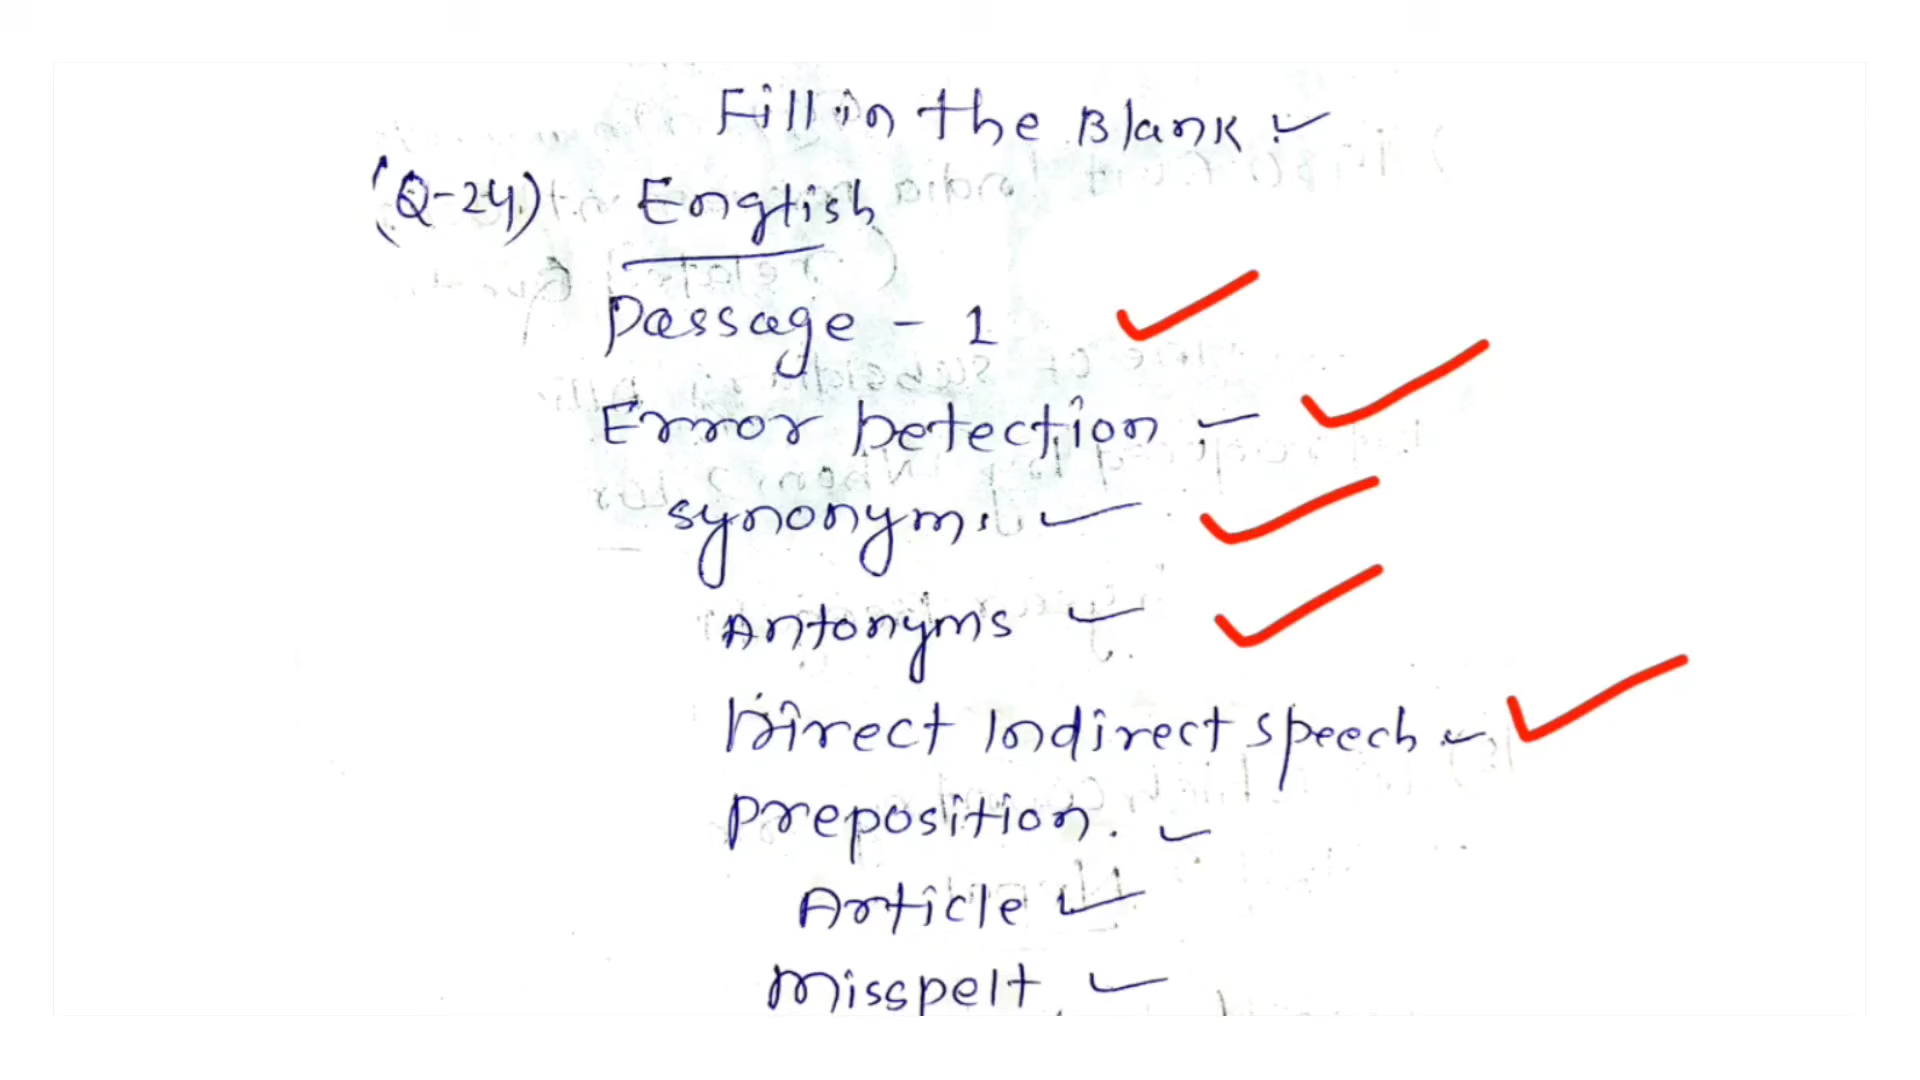 Fill in the Blank ✓
(Q-24) English
Passage - 1 ✓
Error Detection - ✓
Synonym. ✓ ✓
Antonyms ✓ ✓
Direct Indirect Speech ✓ ✓
Preposition. ✓
Article ✓
Misspelt ✓